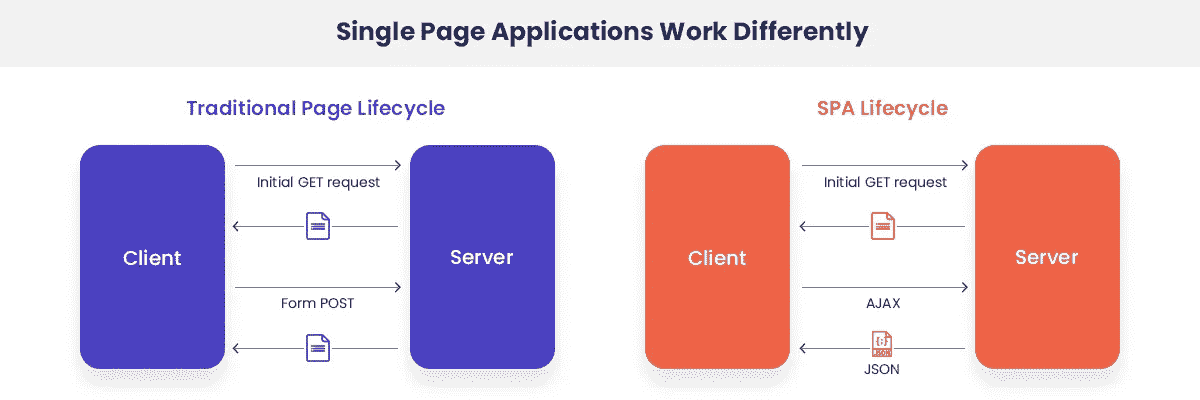 Single Page Applications Work Differently
Traditional Page Lifecycle
Client
Initial GET request
Form POST
Server
SPA Lifecycle
Client
Initial GET request
AJAX
{;}
JSON
JSON
Server